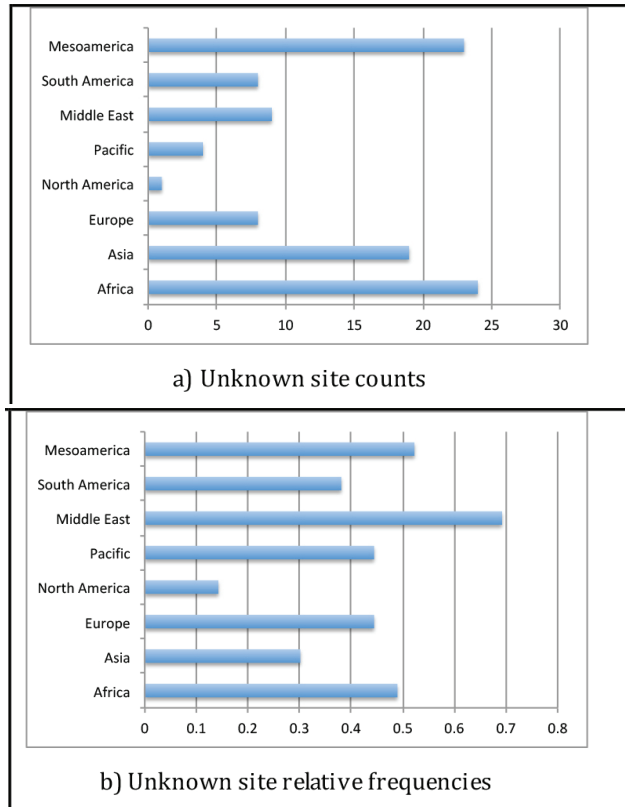 Mesoamerica
South America
Middle East
Pacific
North America
Europe
Asia
Africa
0 5 10 15 20 25 30
a) Unknown site counts
Mesoamerica
South America
Middle East
Pacific
North America
Europe
Asia
Africa
0 0.1 0.2 0.3 0.4 0.5 0.6 0.7 0.8
b) Unknown site relative frequencies